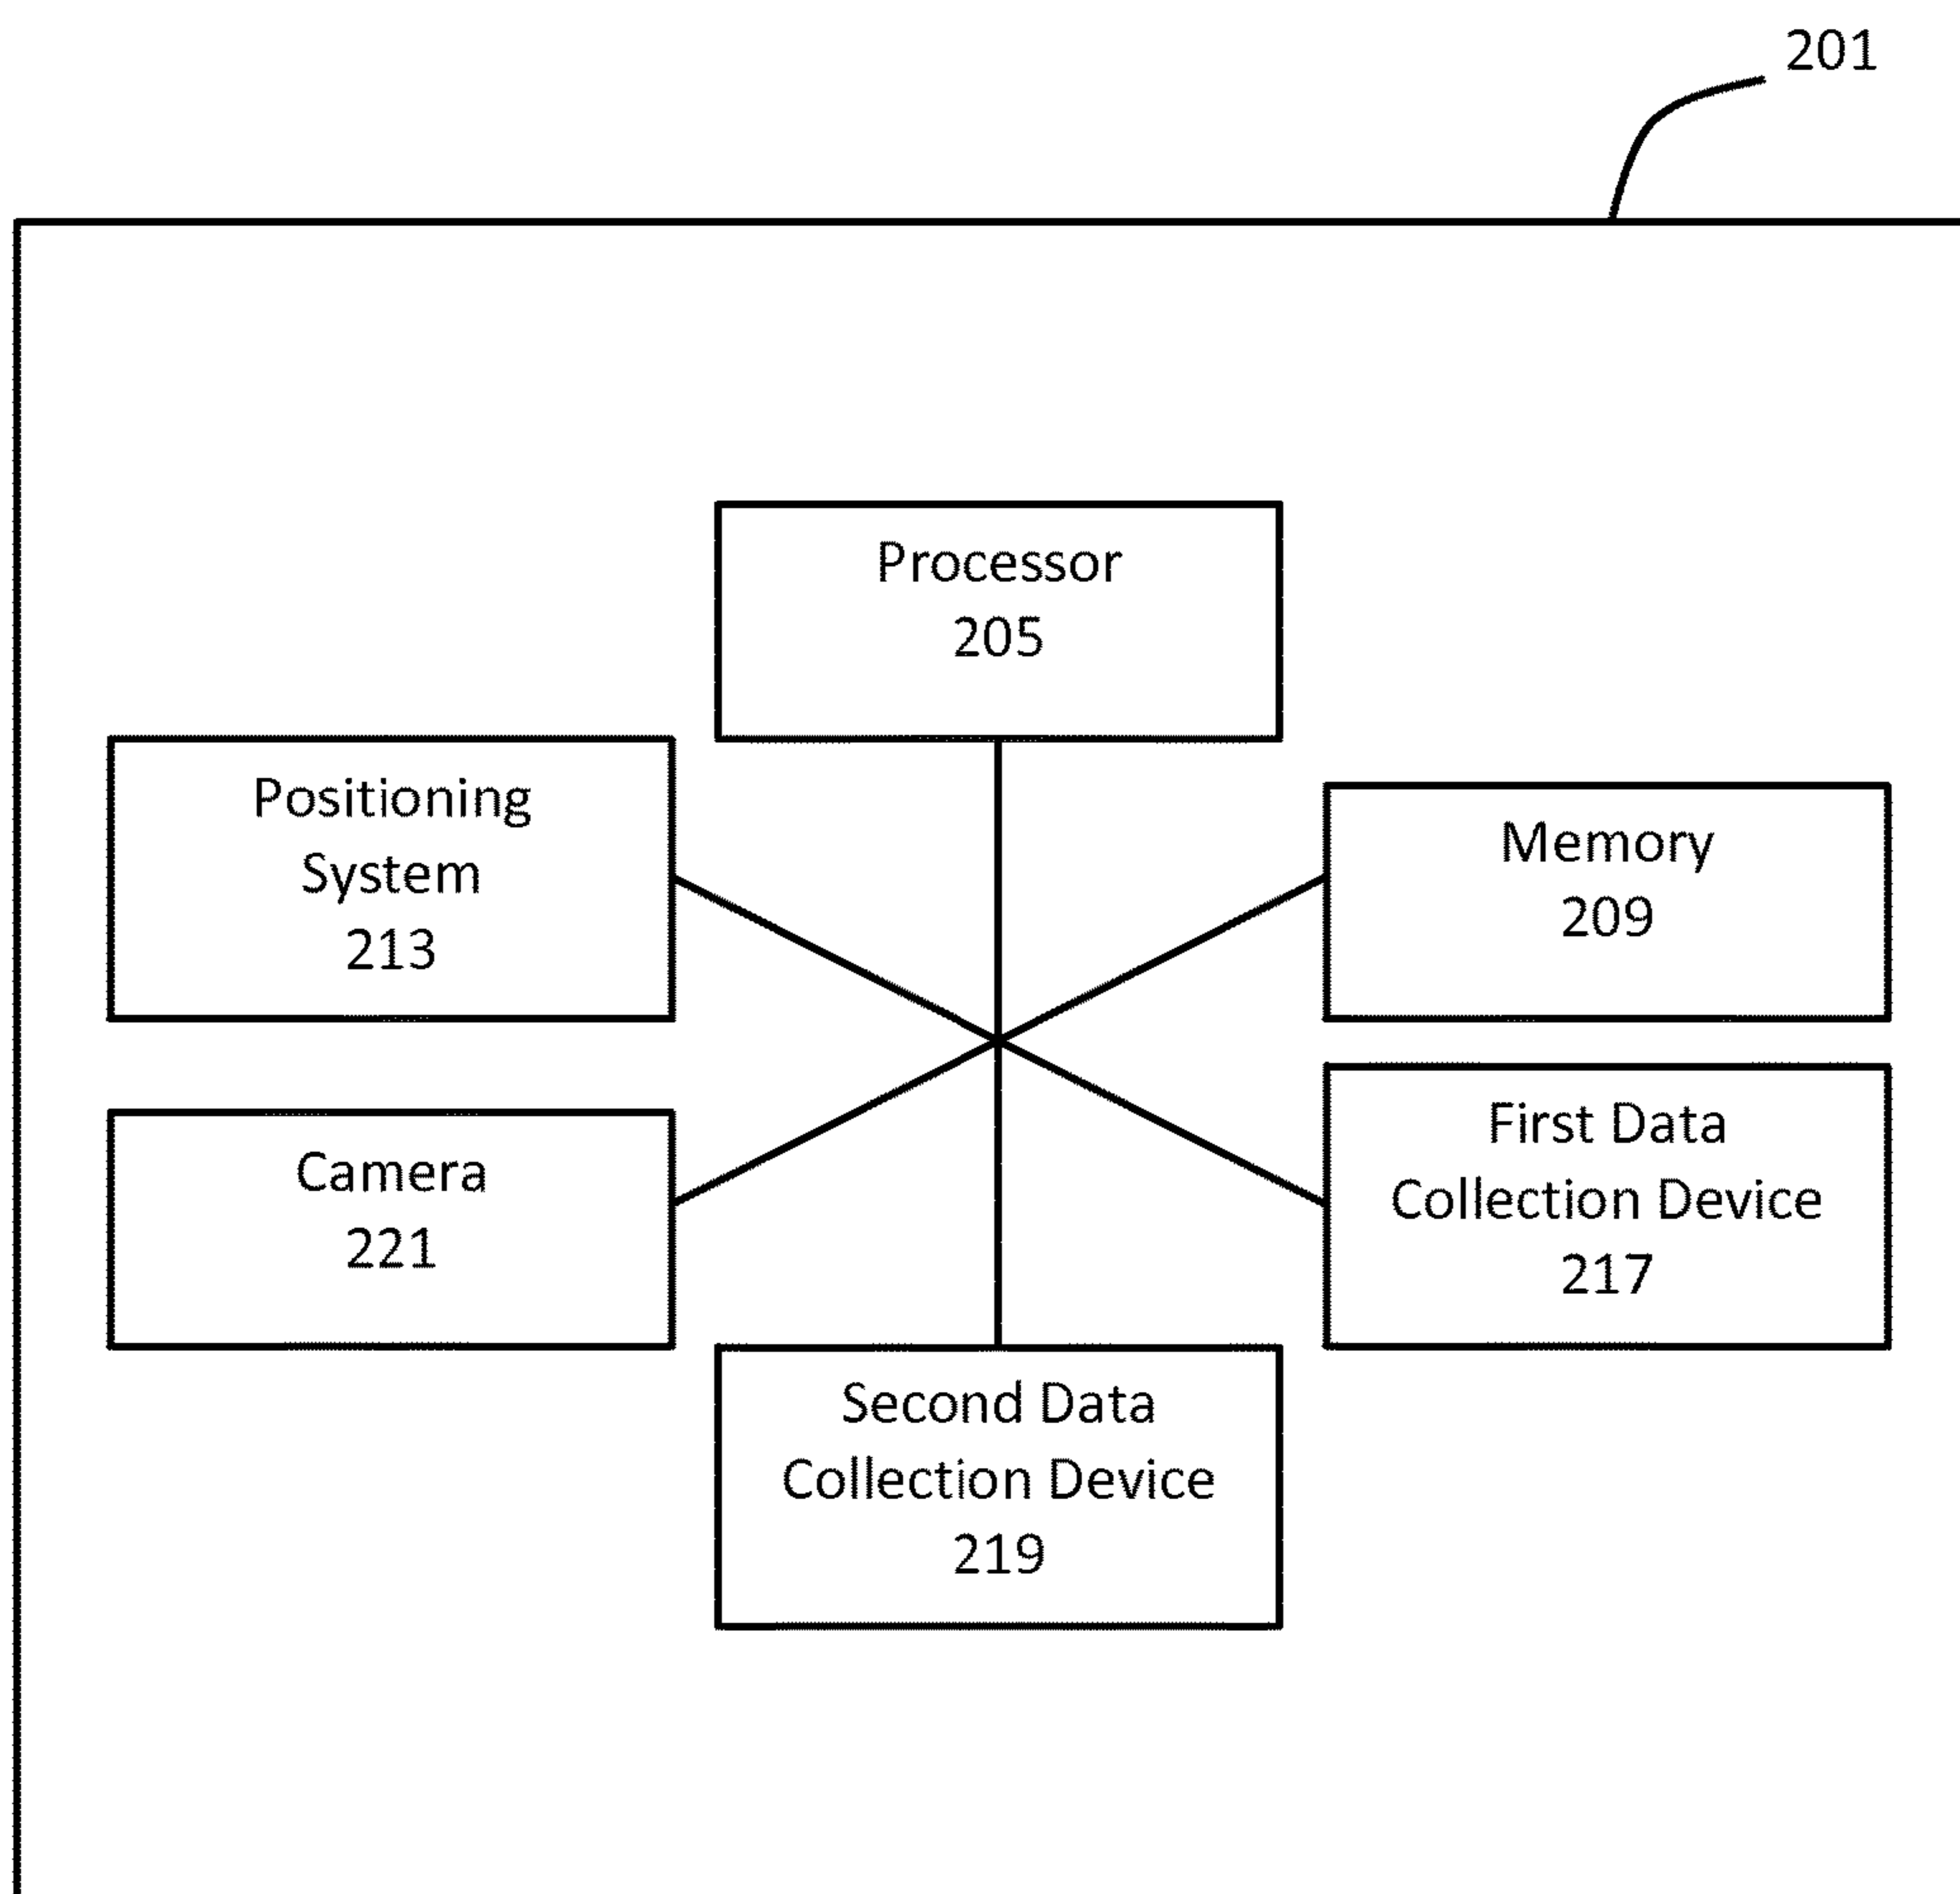 201
Processor
205
Positioning
System
213
Memory
209
Camera
221
First Data
Collection Device
217
Second Data
Collection Device
219